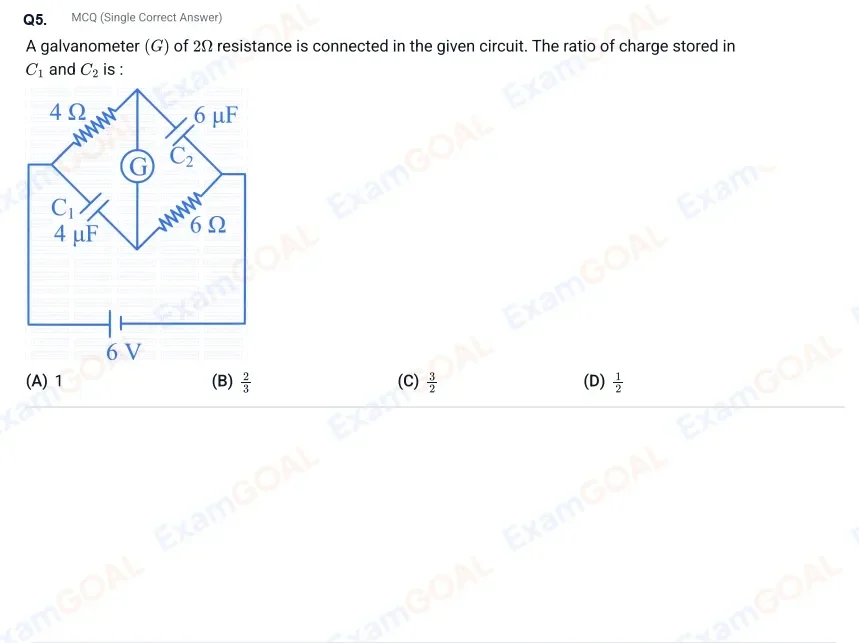 Q5. MCQ (Single Correct Answer)
A galvanometer (G) of 2Ω resistance is connected in the given circuit. The ratio of charge stored in
C₁ and C₂ is :
4 Ω
6 μF
G
C₂
C₁
4 μF
6 Ω
6 V
(A) 1 (B) 2/3 (C) 3/2 (D) 1/2
ExamGOAL